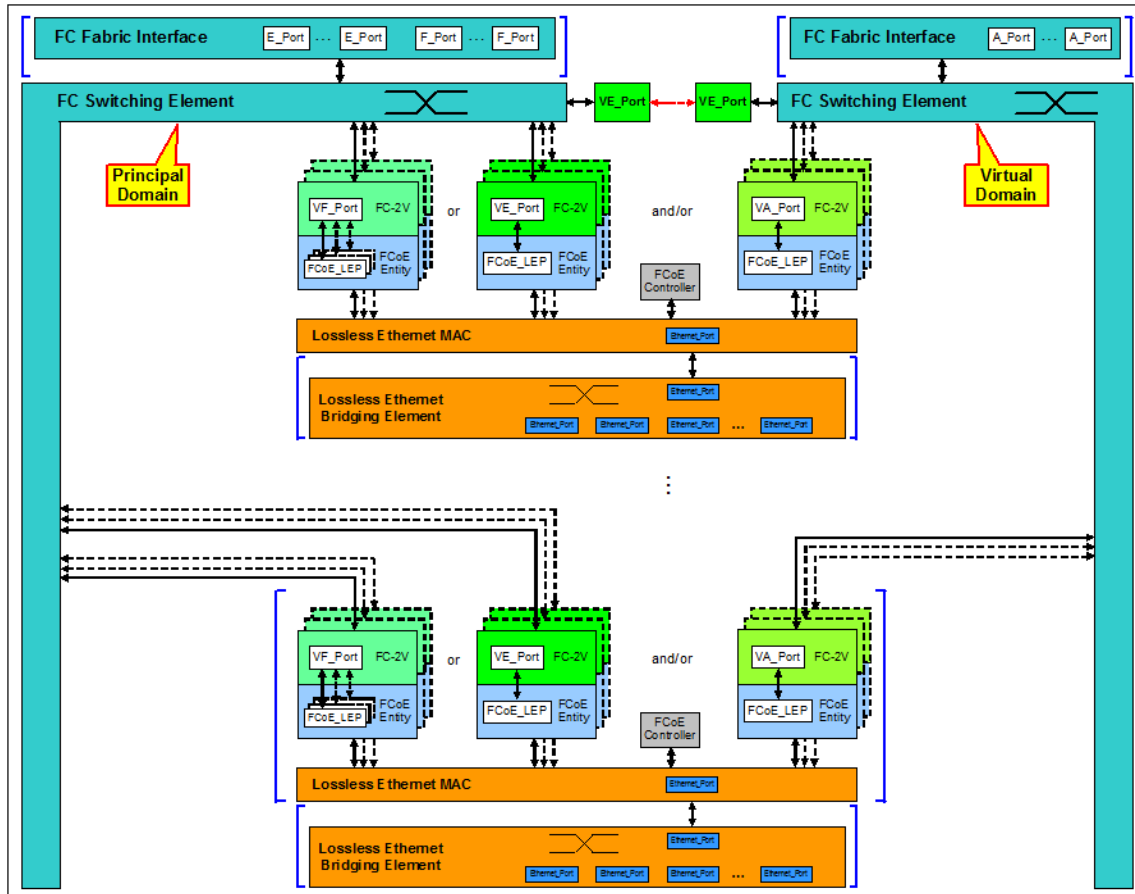 FC Fabric Interface E_Port ... E_Port F_Port ... F_Port
FC Fabric Interface A_Port ... A_Port
FC Switching Element
VE_Port
VE_Port
FC Switching Element
Principal
Domain
Virtual
Domain
VF_Port FC-2V
FCoE_LEP
FCoE
Entity
or
VE_Port FC-2V
FCoE_LEP
FCoE
Entity
and/or
VA_Port FC-2V
FCoE_LEP
FCoE
Entity
FCoE
Controller
Lossless Ethernet MAC
Ethernet_Port
Lossless Ethernet
Bridging Element
Ethernet_Port
Ethernet_Port Ethernet_Port Ethernet_Port ... Ethernet_Port
...
VF_Port FC-2V
FCoE_LEP
FCoE
Entity
or
VE_Port FC-2V
FCoE_LEP
FCoE
Entity
and/or
VA_Port FC-2V
FCoE_LEP
FCoE
Entity
FCoE
Controller
Lossless Ethernet MAC
Ethernet_Port
Lossless Ethernet
Bridging Element
Ethernet_Port
Ethernet_Port Ethernet_Port Ethernet_Port ... Ethernet_Port